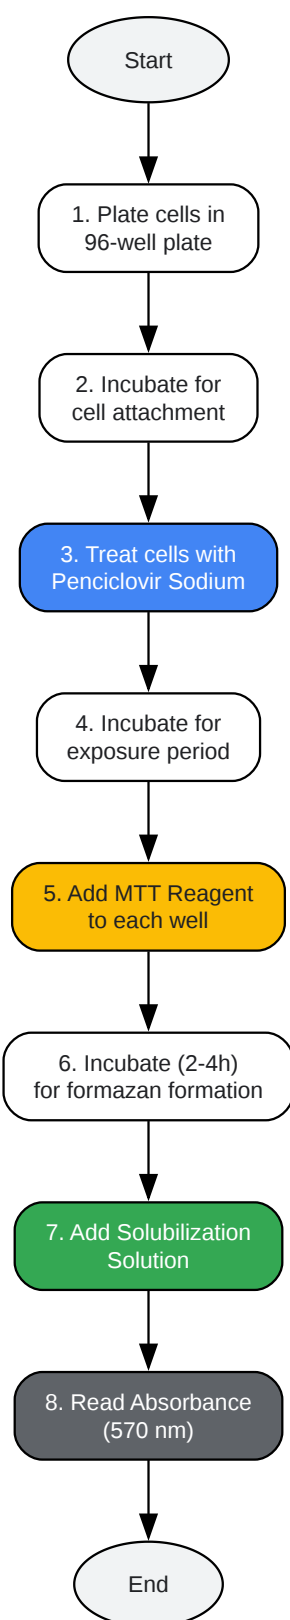 Start
1. Plate cells in
96-well plate
2. Incubate for
cell attachment
3. Treat cells with
Penciclovir Sodium
4. Incubate for
exposure period
5. Add MTT Reagent
to each well
6. Incubate (2-4h)
for formazan formation
7. Add Solubilization
Solution
8. Read Absorbance
(570 nm)
End